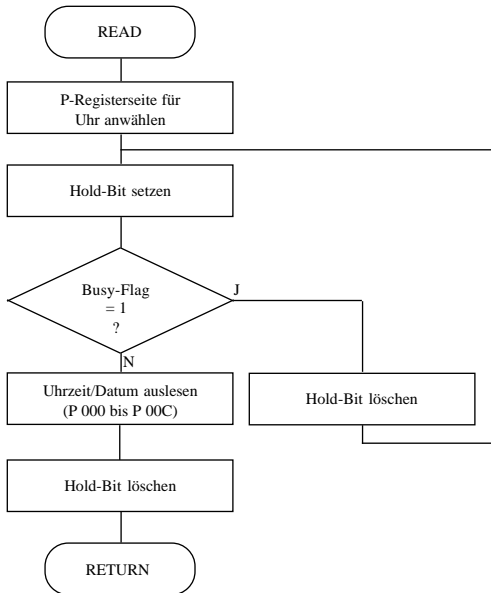 READ
P-Registerseite für
Uhr anwählen
Hold-Bit setzen
Busy-Flag
= 1
?
J
N
Uhrzeit/Datum auslesen
(P 000 bis P 00C)
Hold-Bit löschen
Hold-Bit löschen
RETURN